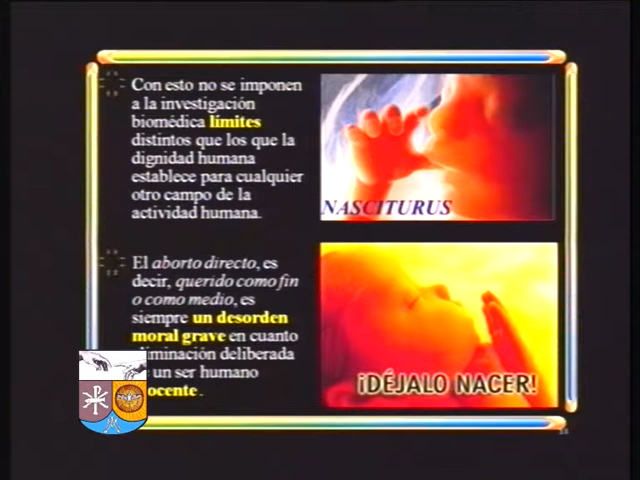 Con esto no se imponen
a la investigación
biomédica límites
distintos que los que la
dignidad humana
establece para cualquier
otro campo de la
actividad humana.
NASCITURUS
El aborto directo, es
decir, querido como fin
o como medio, es
siempre un desorden
moral grave en cuanto
eliminación deliberada
un ser humano
ocente.
¡DÉJALO NACER!